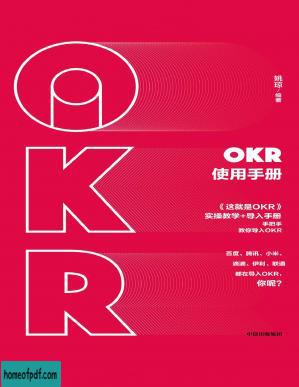 OKR
姚琼/编著
OKR
使用手册
《这就是OKR》
实操教学+导入手册
手把手
教你导入OKR
百度、腾讯、小米、
滴滴、伊利、联通
都在导入OKR,
你呢?
中信出版集团
homeofpdf.com